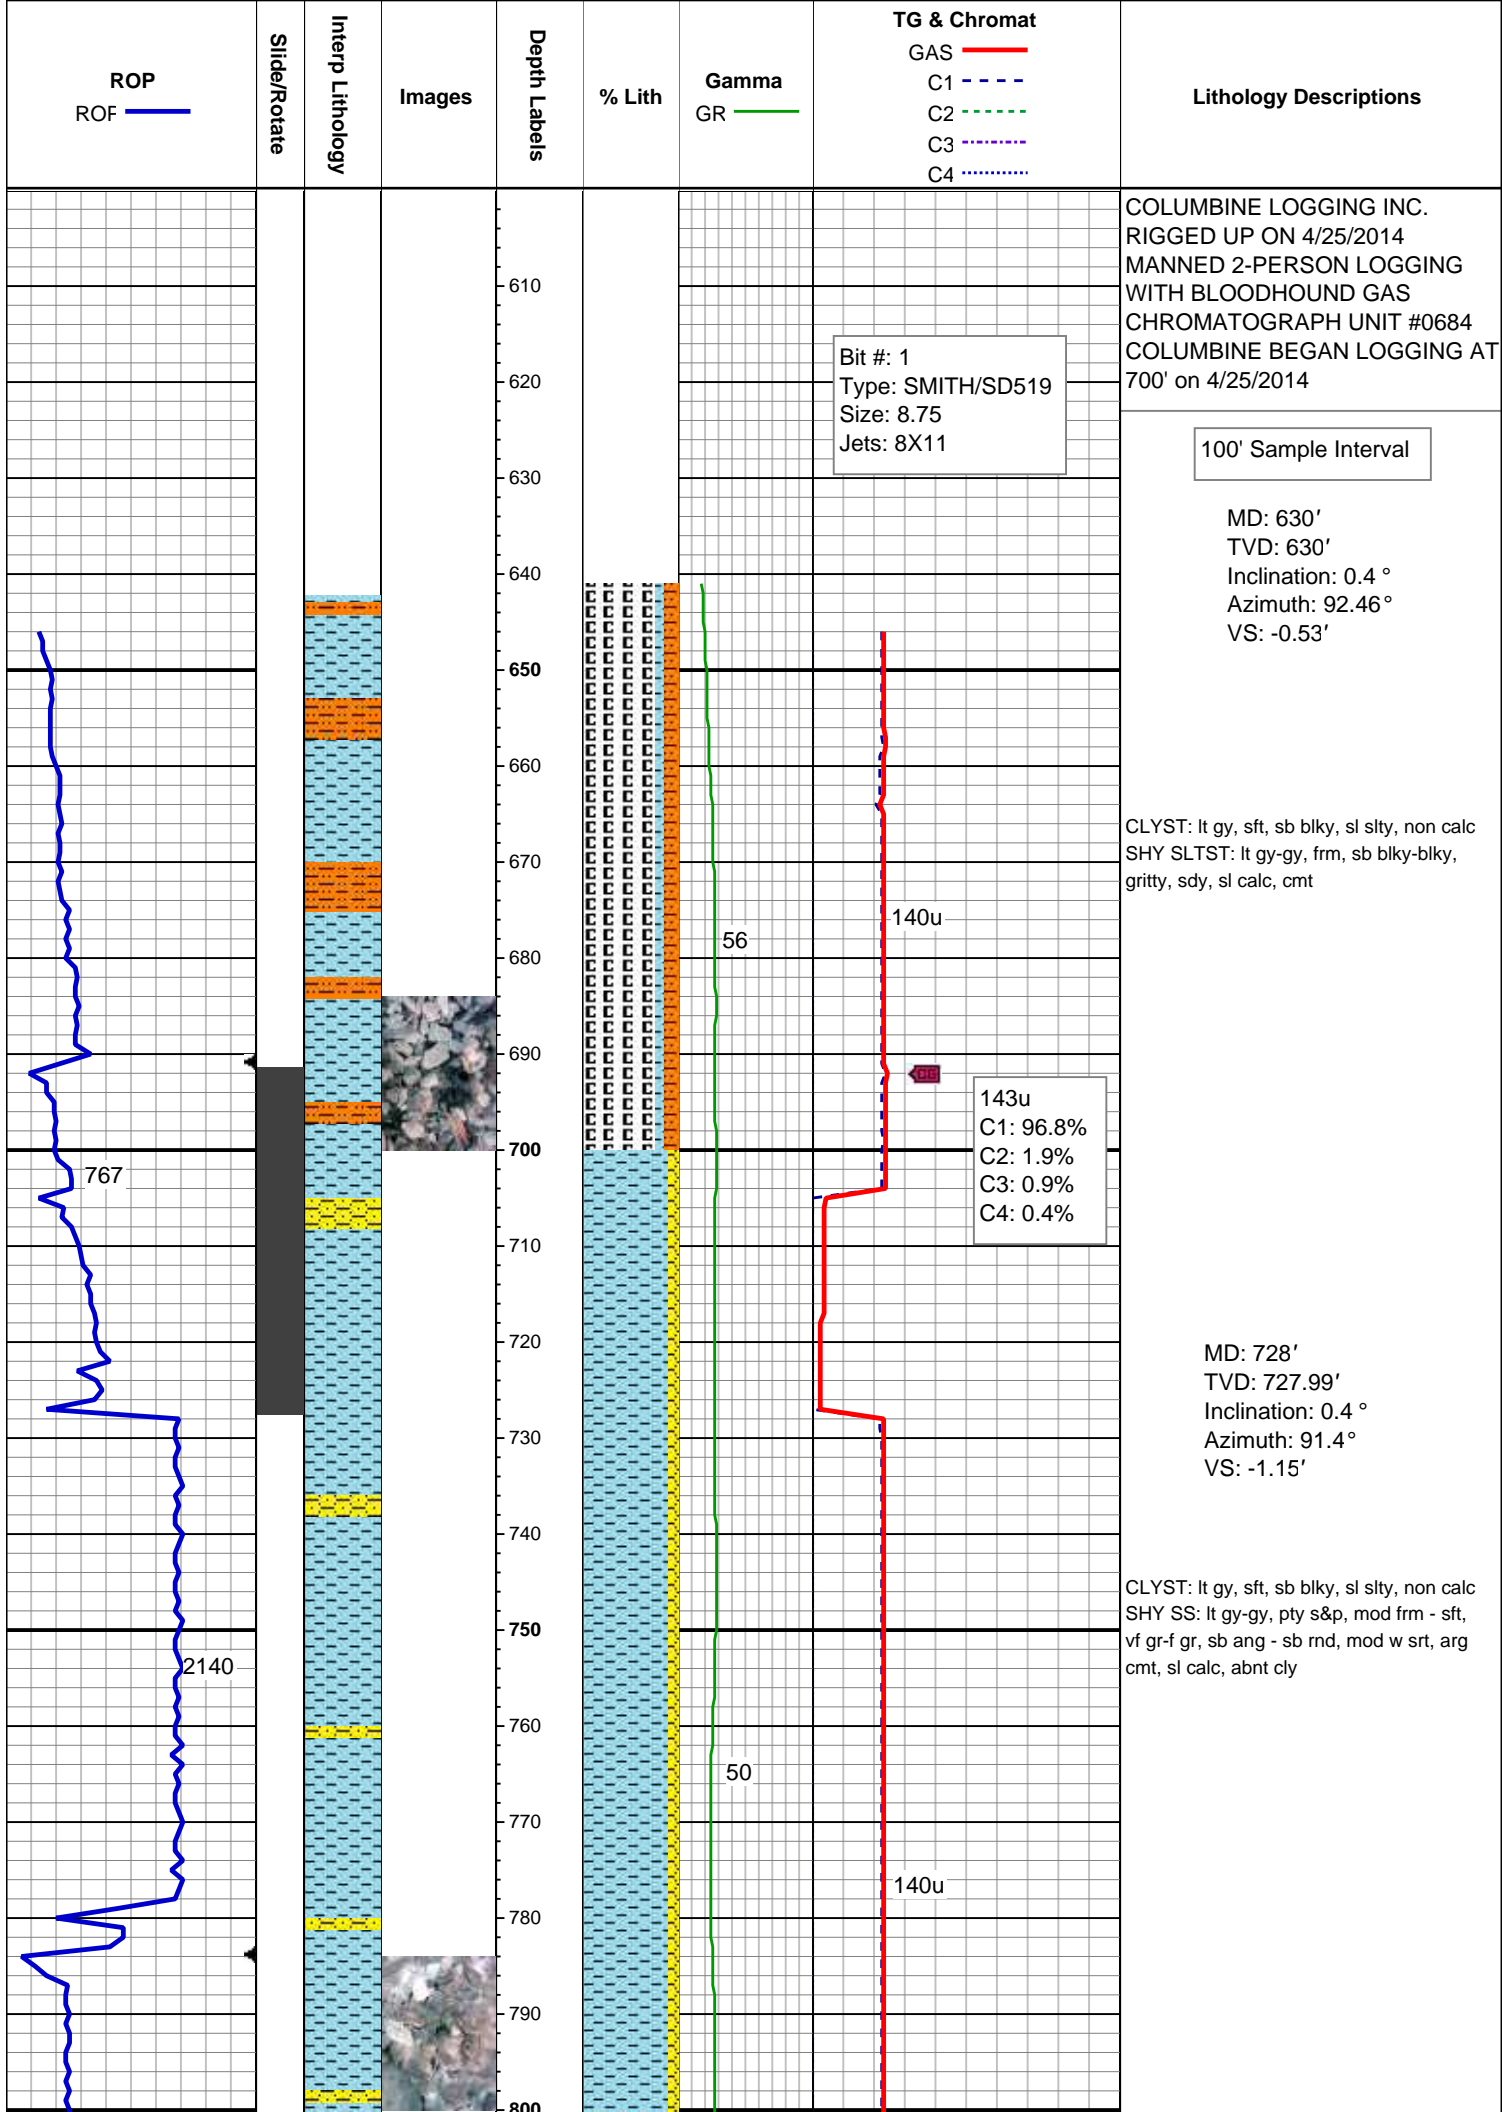 ROP
ROF
Slide/Rotate
Interp Lithology
Images
Depth Labels
% Lith
Gamma
GR
TG & Chromat
GAS
C1
C2
C3
C4
Lithology Descriptions
COLUMBINE LOGGING INC.
RIGGED UP ON 4/25/2014
MANNED 2-PERSON LOGGING
WITH BLOODHOUND GAS
CHROMATOGRAPH UNIT #0684
COLUMBINE BEGAN LOGGING AT
700' on 4/25/2014
610
Bit #: 1
Type: SMITH/SD519
Size: 8.75
Jets: 8X11
620
100' Sample Interval
630
MD: 630'
TVD: 630'
Inclination: 0.4 °
Azimuth: 92.46°
VS: -0.53'
640
650
660
CLYST: lt gy, sft, sb blky, sl slty, non calc
SHY SLTST: lt gy-gy, frm, sb blky-blky,
gritty, sdy, sl calc, cmt
670
140u
56
680
690
CG
143u
C1: 96.8%
C2: 1.9%
C3: 0.9%
C4: 0.4%
700
767
710
720
MD: 728'
TVD: 727.99'
Inclination: 0.4 °
Azimuth: 91.4°
VS: -1.15'
730
740
CLYST: lt gy, sft, sb blky, sl slty, non calc
SHY SS: lt gy-gy, pty s&p, mod frm - sft,
vf gr-f gr, sb ang - sb rnd, mod w srt, arg
cmt, sl calc, abnt cly
750
2140
760
50
770
140u
780
790
800